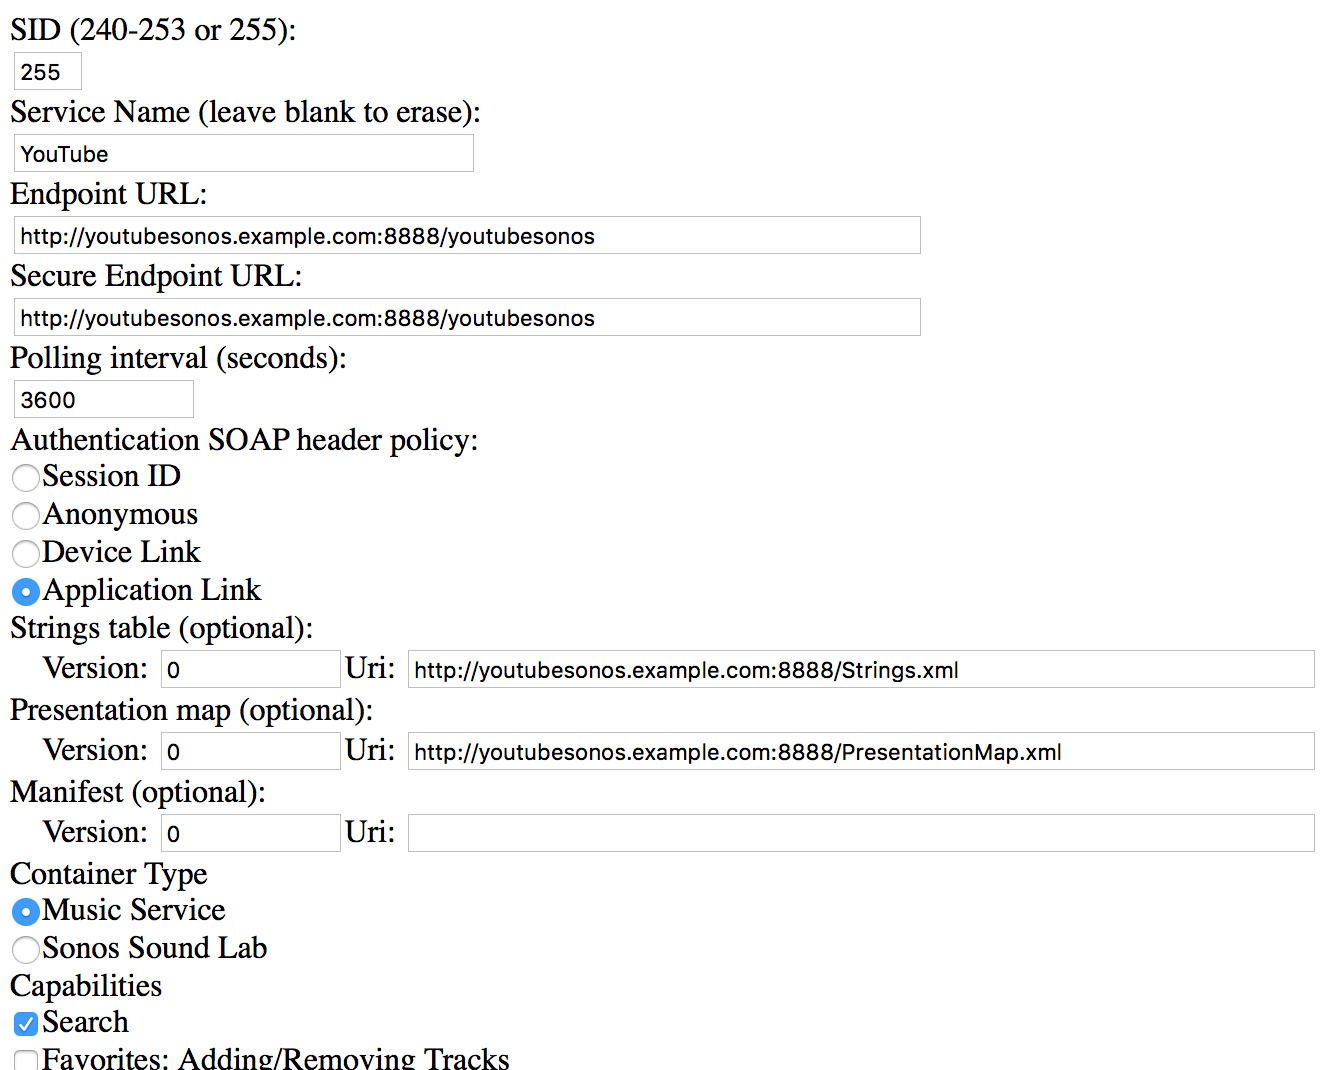 SID (240-253 or 255):
255
Service Name (leave blank to erase):
YouTube
Endpoint URL:
http://youtubesonos.example.com:8888/youtubesonos
Secure Endpoint URL:
http://youtubesonos.example.com:8888/youtubesonos
Polling interval (seconds):
3600
Authentication SOAP header policy:
Session ID
Anonymous
Device Link
Application Link
Strings table (optional):
Version: 0 Uri: http://youtubesonos.example.com:8888/Strings.xml
Presentation map (optional):
Version: 0 Uri: http://youtubesonos.example.com:8888/PresentationMap.xml
Manifest (optional):
Version: 0 Uri:
Container Type
Music Service
Sonos Sound Lab
Capabilities
Search
Favorites: Adding/Removing Tracks